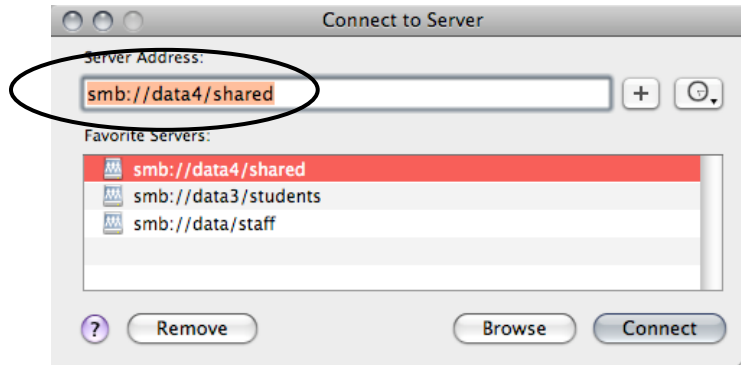 Connect to Server
Server Address:
smb://data4/shared
+
Favorite Servers:
smb://data4/shared
smb://data3/students
smb://data/staff
? Remove Browse Connect